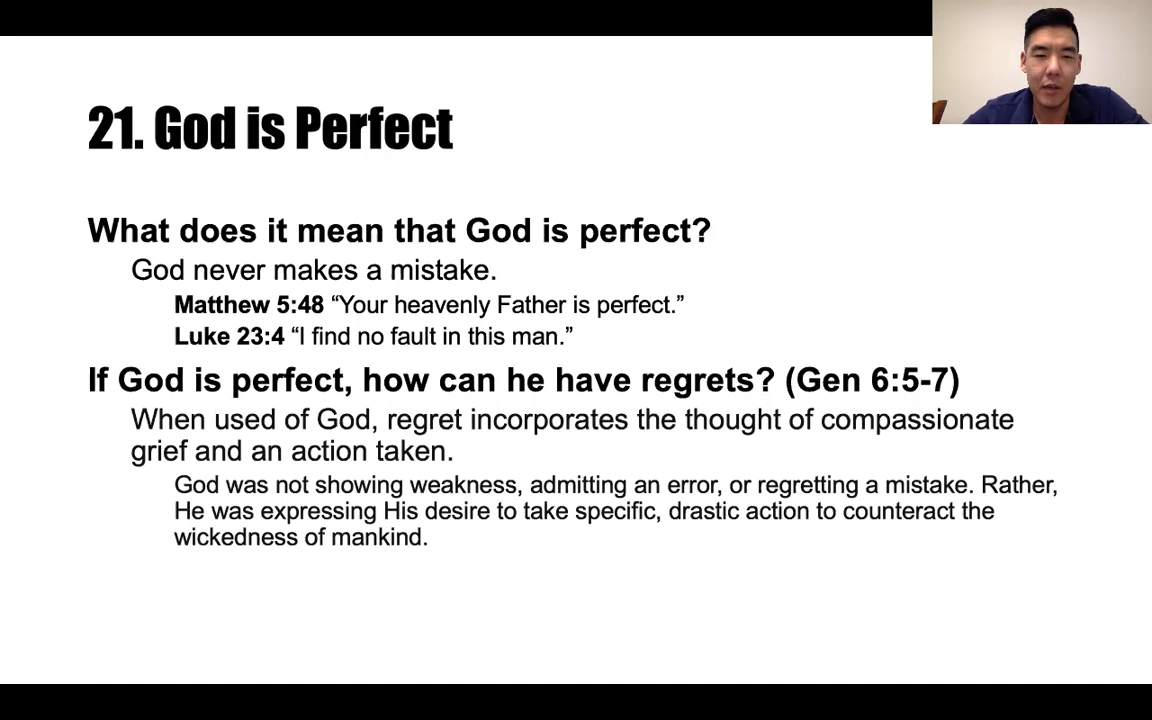 21. God is Perfect
What does it mean that God is perfect?
God never makes a mistake.
Matthew 5:48 “Your heavenly Father is perfect.”
Luke 23:4 “I find no fault in this man.”
If God is perfect, how can he have regrets? (Gen 6:5-7)
When used of God, regret incorporates the thought of compassionate
grief and an action taken.
God was not showing weakness, admitting an error, or regretting a mistake. Rather,
He was expressing His desire to take specific, drastic action to counteract the
wickedness of mankind.